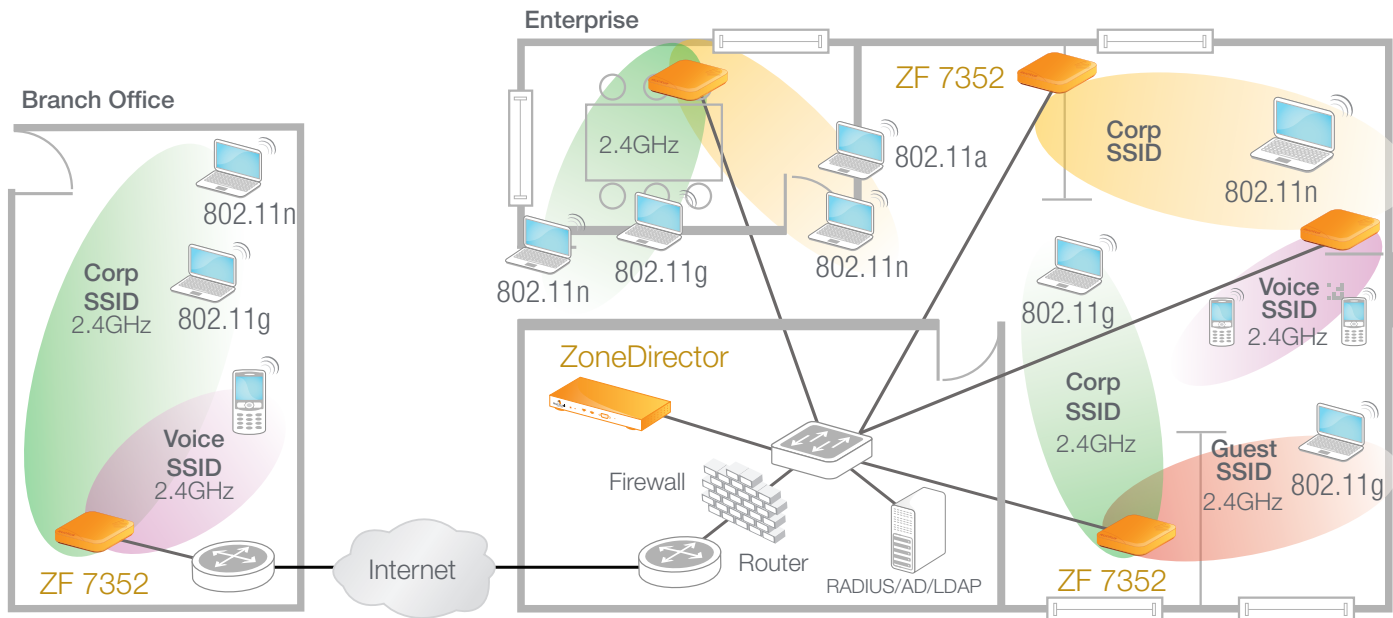 Branch Office
802.11n
Corp
SSID
2.4GHz
802.11g
Voice
SSID
2.4GHz
ZF 7352
Internet
Enterprise
2.4GHz
802.11a
802.11n
802.11g
802.11n
ZF 7352
Corp
SSID
802.11n
802.11g
Voice
SSID
2.4GHz
Corp
SSID
2.4GHz
Guest
SSID
2.4GHz
802.11g
ZF 7352
ZoneDirector
Firewall
Router
RADIUS/AD/LDAP